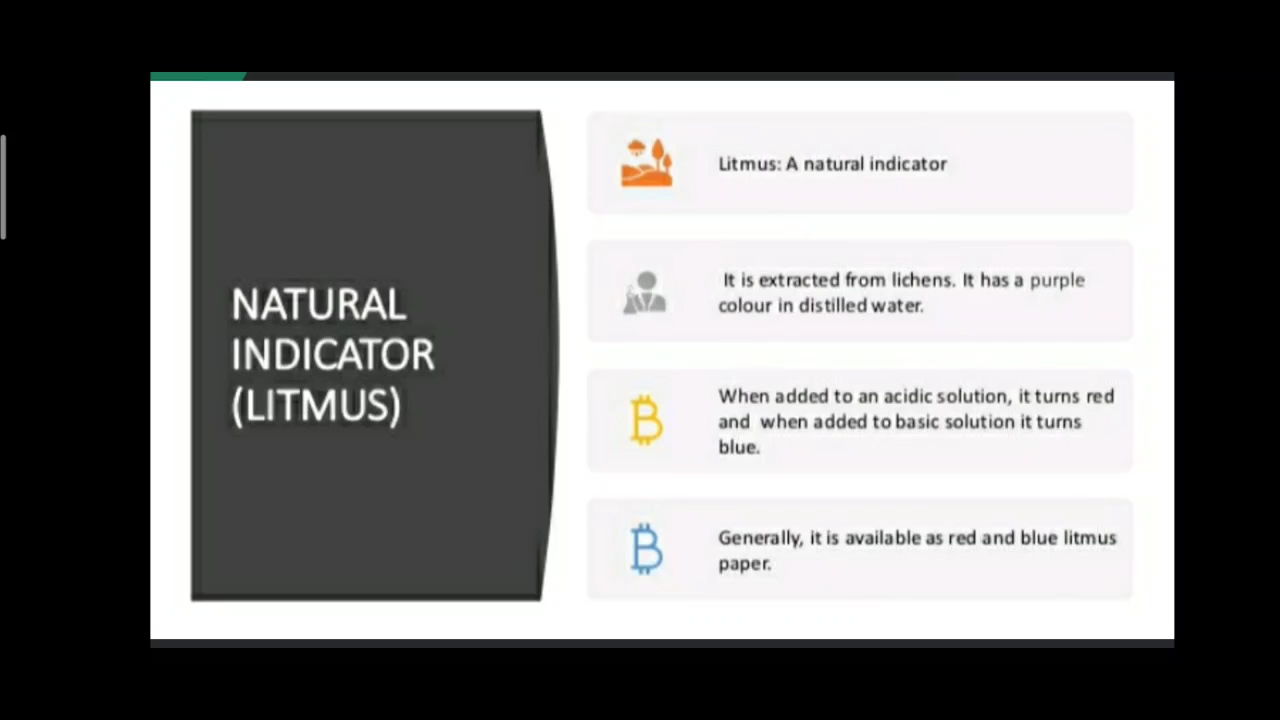 NATURAL
INDICATOR
(LITMUS)
Litmus: A natural indicator
It is extracted from lichens. It has a purple
colour in distilled water.
When added to an acidic solution, it turns red
and when added to basic solution it turns
blue.
Generally, it is available as red and blue litmus
paper.